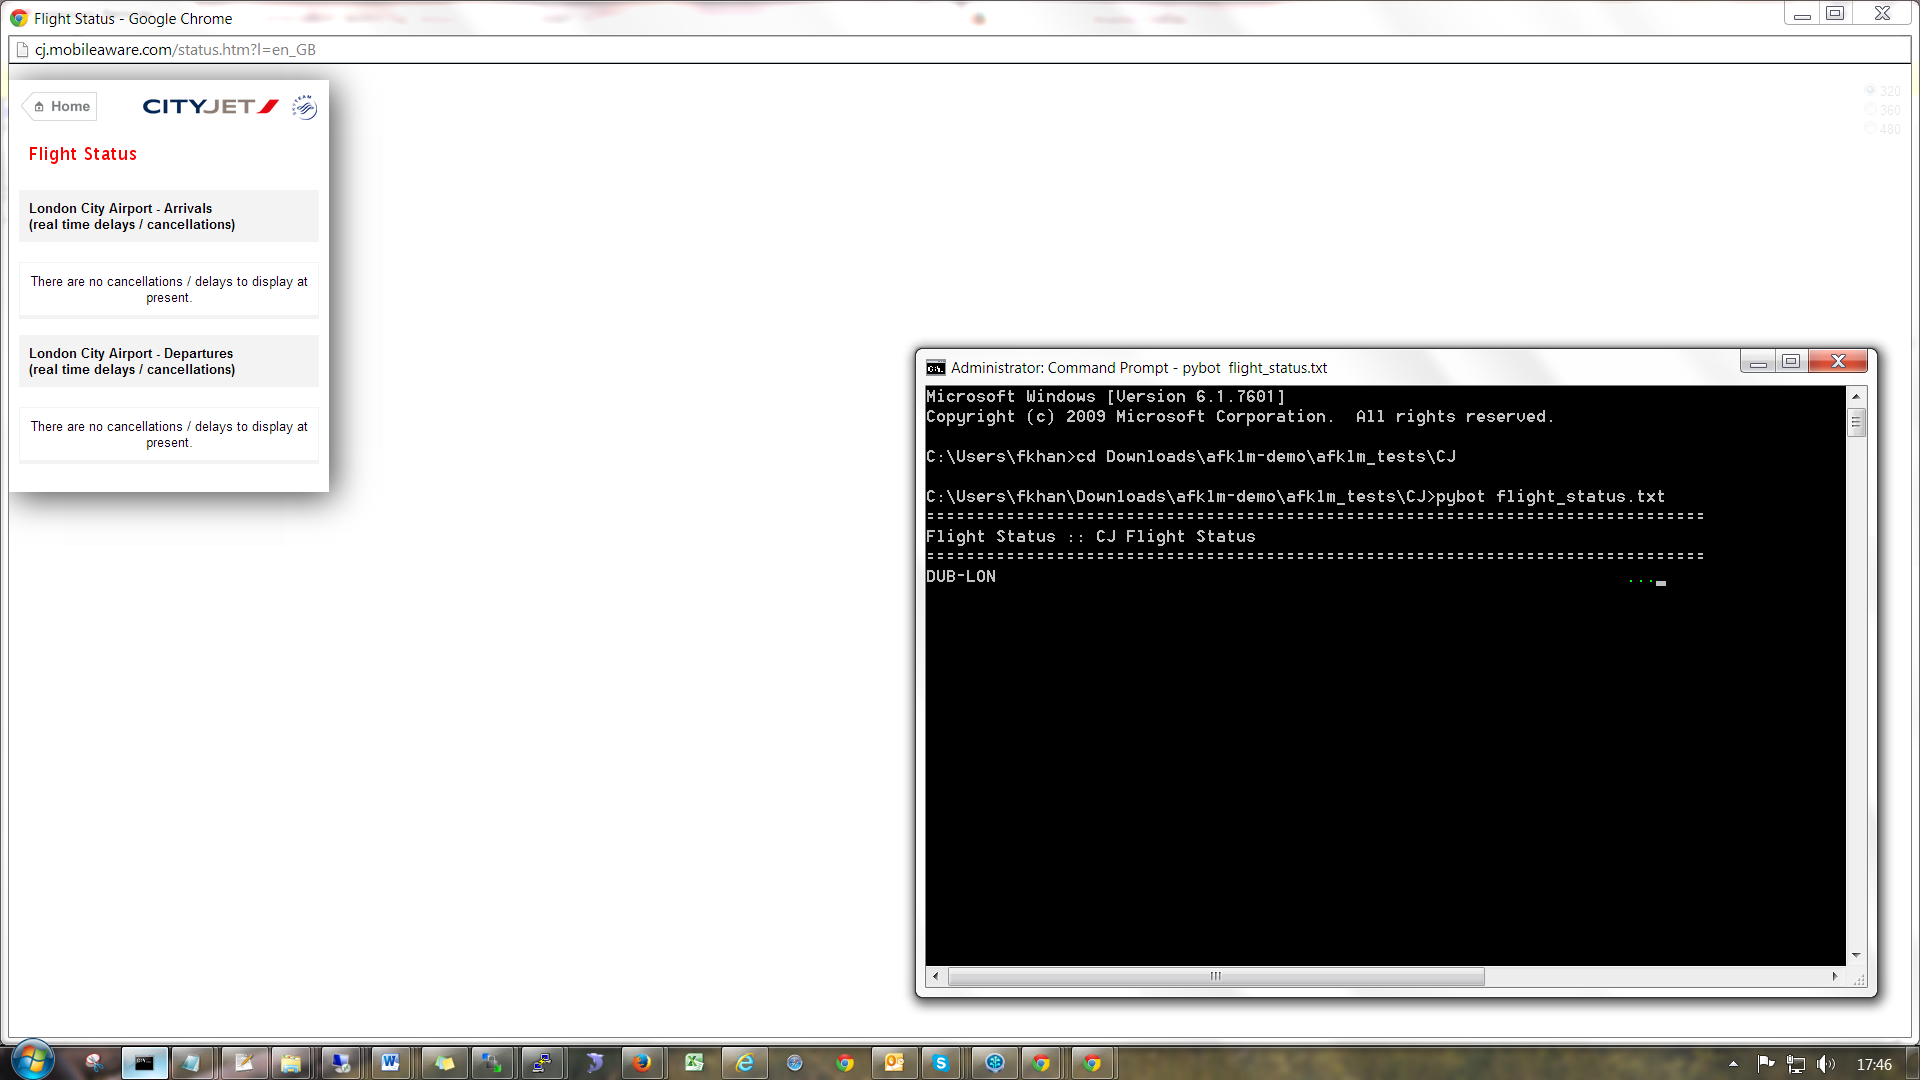 Flight Status - Google Chrome
cj.mobileaware.com/status.htm?l=en_GB
Home
CITYJET
SKYTEAM
320
360
480
Flight Status
London City Airport - Arrivals
(real time delays / cancellations)
There are no cancellations / delays to display at
present.
London City Airport - Departures
(real time delays / cancellations)
There are no cancellations / delays to display at
present.
Administrator: Command Prompt - pybot  flight_status.txt
Microsoft Windows [Version 6.1.7601]
Copyright (c) 2009 Microsoft Corporation.  All rights reserved.
C:\Users\fkhan>cd Downloads\afklm-demo\afklm_tests\CJ
C:\Users\fkhan\Downloads\afklm-demo\afklm_tests\CJ>pybot flight_status.txt
==============================================================================
Flight Status :: CJ Flight Status
==============================================================================
DUB-LON                                                               ...
17:46